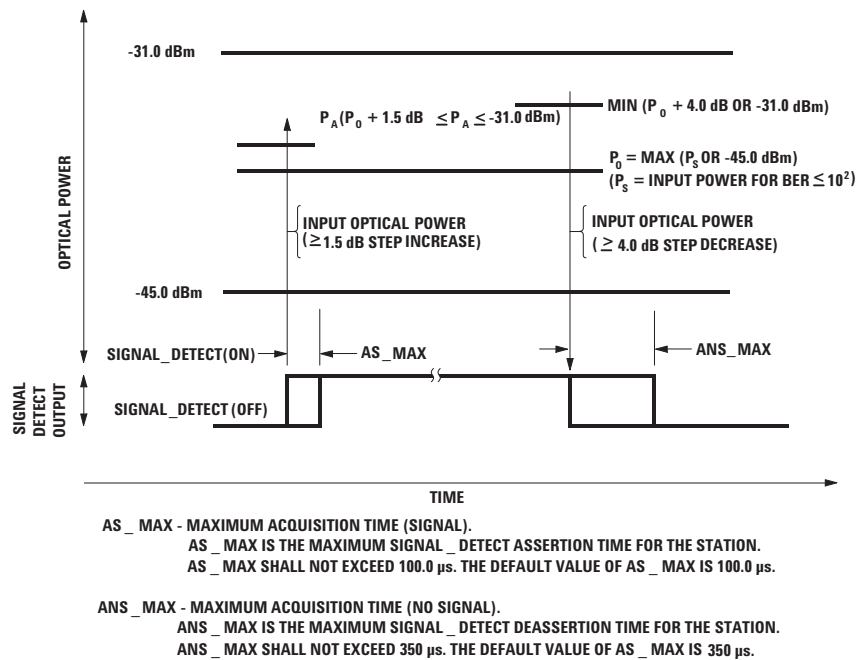 -31.0 dBm
MIN (P0 + 4.0 dB OR -31.0 dBm)
PA(P0 + 1.5 dB ≤ PA ≤ -31.0 dBm)
P0 = MAX (PS OR -45.0 dBm)
(PS = INPUT POWER FOR BER ≤ 10²)
OPTICAL POWER
INPUT OPTICAL POWER
(≥ 1.5 dB STEP INCREASE)
INPUT OPTICAL POWER
(≥ 4.0 dB STEP DECREASE)
-45.0 dBm
SIGNAL_DETECT(ON)
AS_MAX
ANS_MAX
SIGNAL
DETECT
OUTPUT
SIGNAL_DETECT (OFF)
TIME
AS _ MAX - MAXIMUM ACQUISITION TIME (SIGNAL).
AS _ MAX IS THE MAXIMUM SIGNAL _ DETECT ASSERTION TIME FOR THE STATION.
AS _ MAX SHALL NOT EXCEED 100.0 µs. THE DEFAULT VALUE OF AS _ MAX IS 100.0 µs.
ANS _ MAX - MAXIMUM ACQUISITION TIME (NO SIGNAL).
ANS _ MAX IS THE MAXIMUM SIGNAL _ DETECT DEASSERTION TIME FOR THE STATION.
ANS _ MAX SHALL NOT EXCEED 350 µs. THE DEFAULT VALUE OF AS _ MAX IS 350 µs.